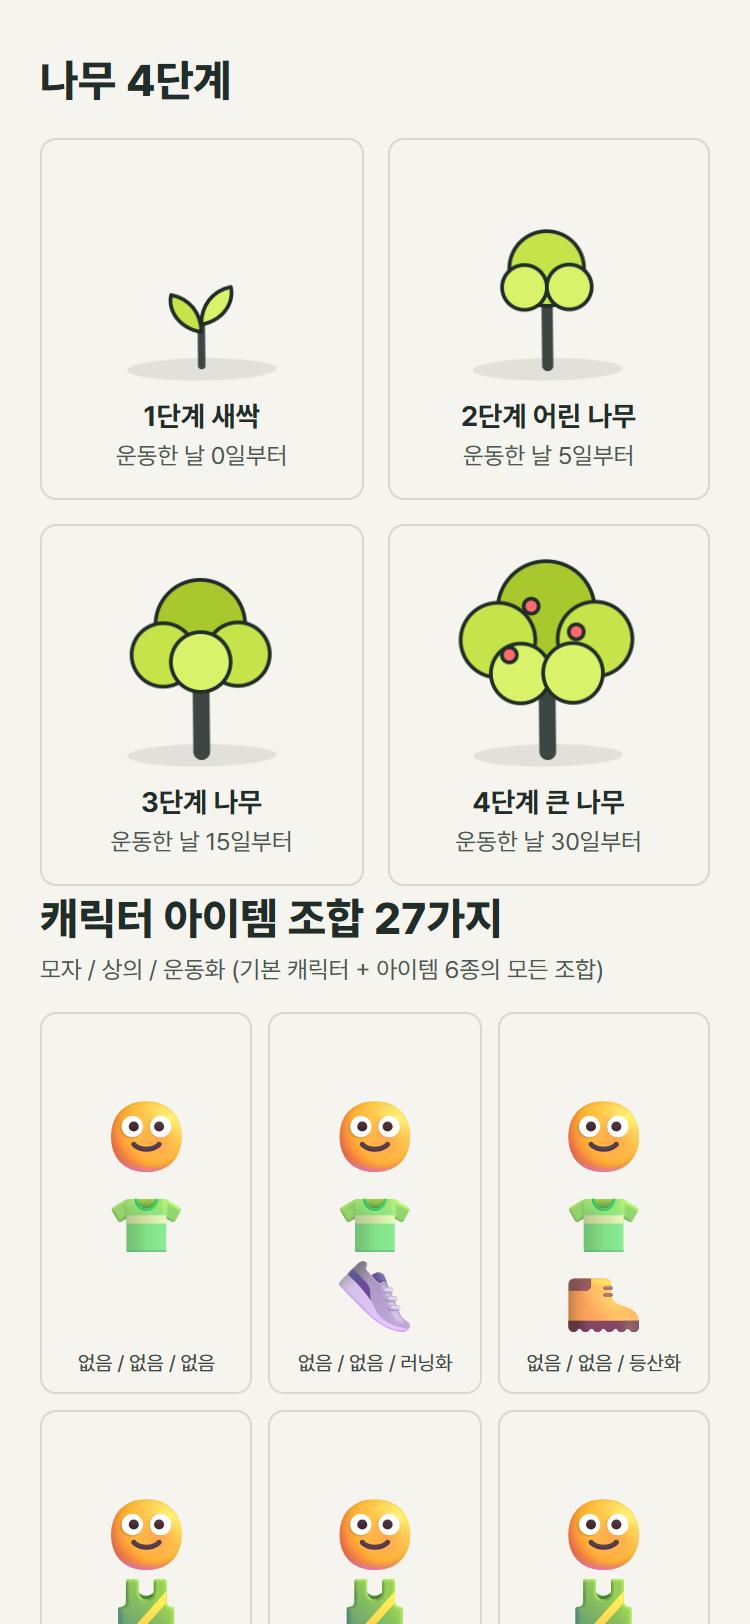 나무 4단계
1단계 새싹
운동한 날 0일부터
2단계 어린 나무
운동한 날 5일부터
3단계 나무
운동한 날 15일부터
4단계 큰 나무
운동한 날 30일부터
캐릭터 아이템 조합 27가지
모자 / 상의 / 운동화 (기본 캐릭터 + 아이템 6종의 모든 조합)
없음 / 없음 / 없음
없음 / 없음 / 러닝화
없음 / 없음 / 등산화